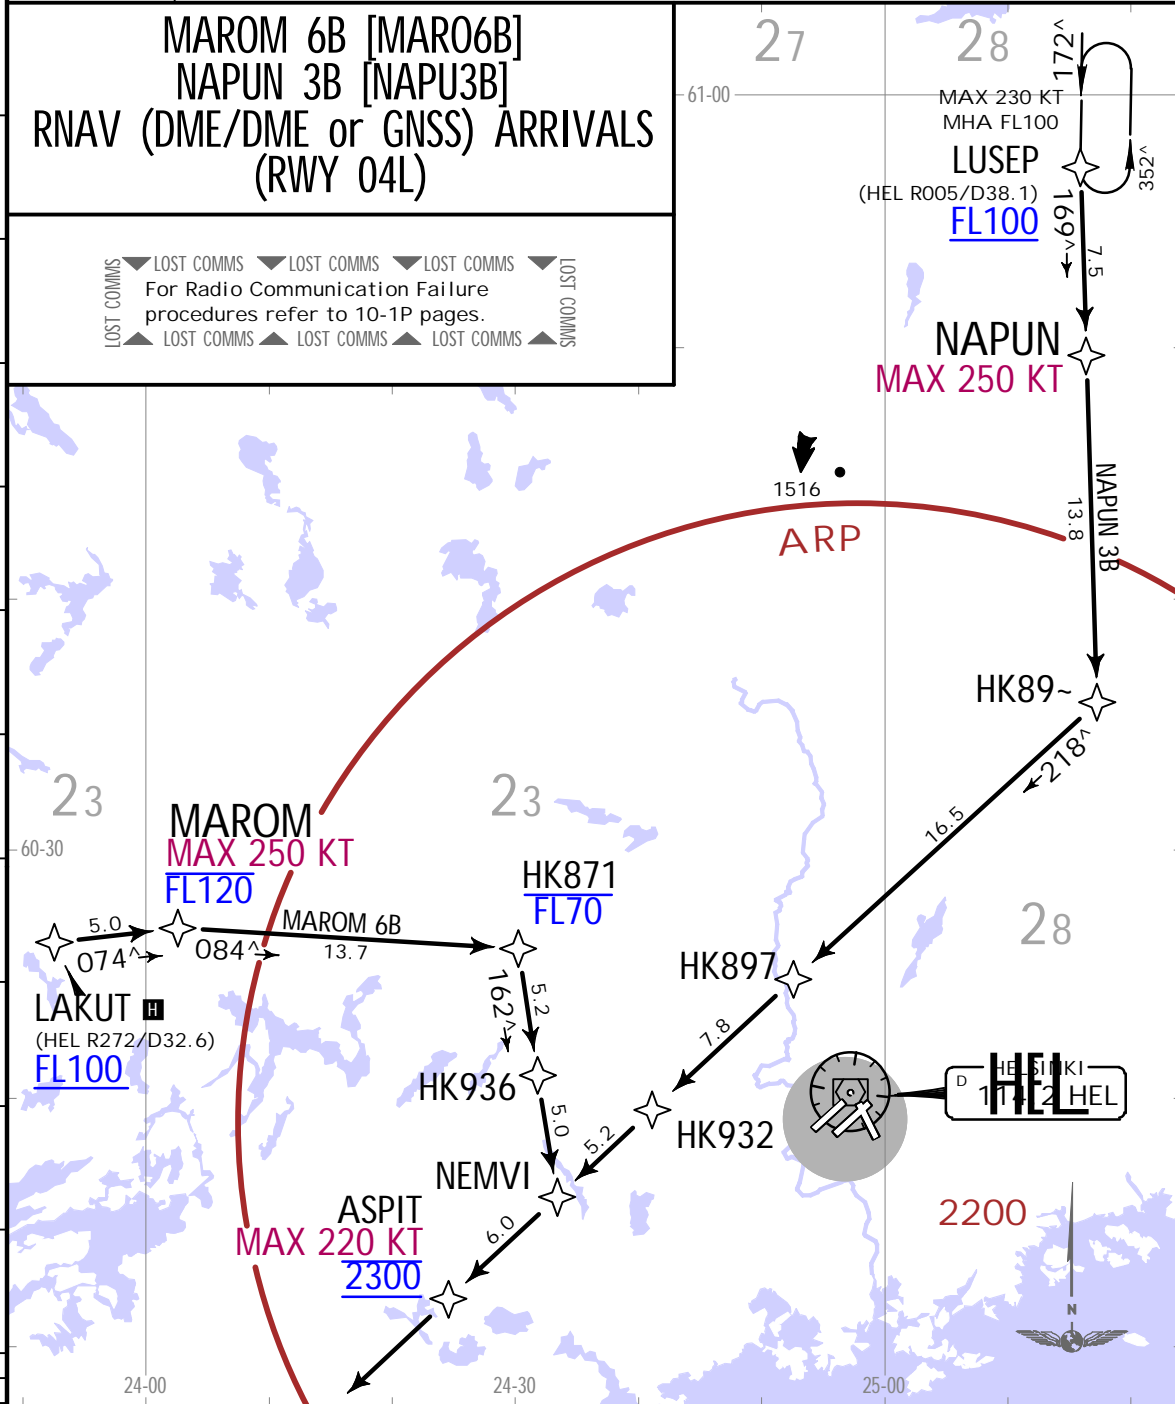 MAROM 6B [MARO6B]
NAPUN 3B [NAPU3B]
RNAV (DME/DME or GNSS) ARRIVALS
(RWY 04L)
LOST COMMS LOST COMMS LOST COMMS
LOST COMMS
LOST COMMS
For Radio Communication Failure
procedures refer to 10-1P pages.
LOST COMMS LOST COMMS LOST COMMS
27
28
61-00
172^
MAX 230 KT
MHA FL100
LUSEP
(HEL R005/D38.1)
FL100
352^
169^
7.5
NAPUN
MAX 250 KT
1516
ARP
NAPUN 3B
13.8
HK89~
218^
16.5
23
23
MAROM
MAX 250 KT
FL120
60-30
HK871
FL70
5.0
MAROM 6B
074^
084^
13.7
28
HK897
LAKUT H
(HEL R272/D32.6)
FL100
162^
5.2
7.8
HK936
HELSINKI
D 114.2 HEL
HEL
5.0
5.2
HK932
NEMVI
ASPIT
MAX 220 KT
2300
6.0
2200
N
24-00
24-30
25-00